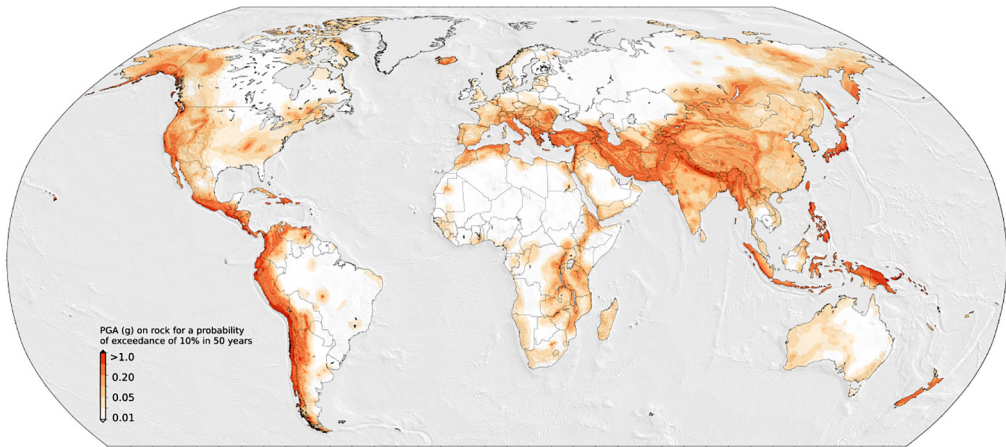 PGA (g) on rock for a probability
of exceedance of 10% in 50 years
>1.0
0.20
0.05
0.01